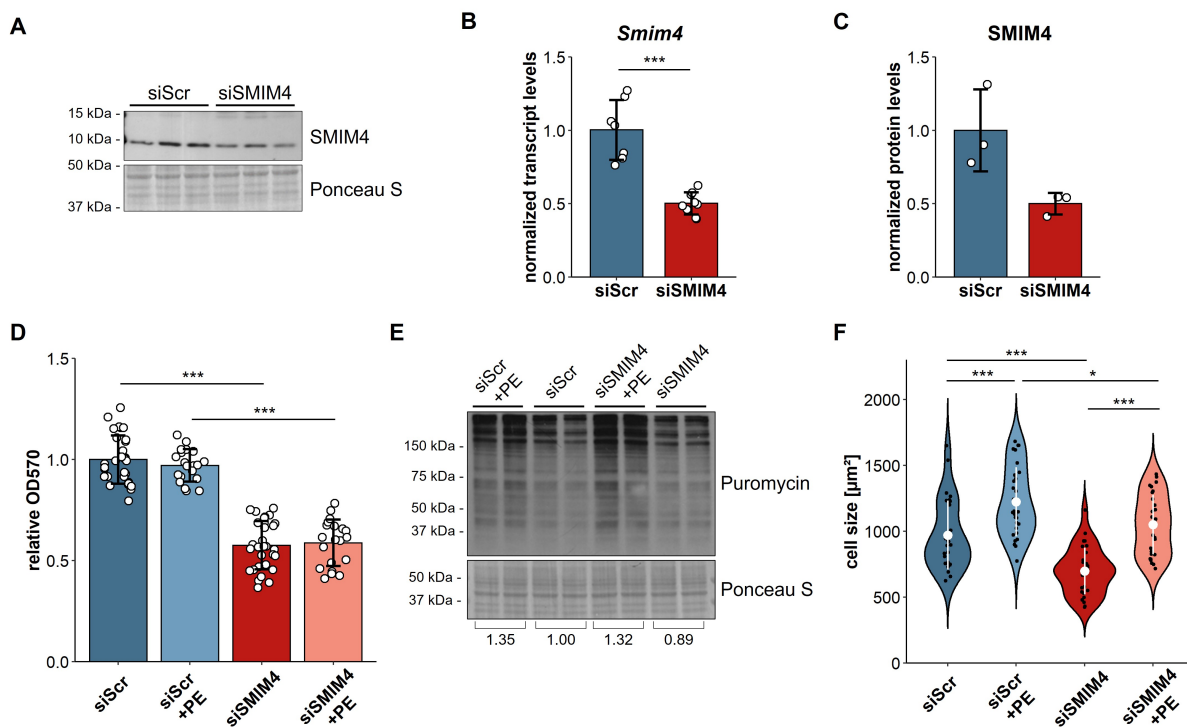 A
siScr siSMIM4
15 kDa -
10 kDa -
SMIM4
50 kDa -
37 kDa -
Ponceau S
B
Smim4
normalized transcript levels
1.5
1.0
0.5
0.0
***
siScr siSMIM4
C
SMIM4
normalized protein levels
1.5
1.0
0.5
0.0
siScr siSMIM4
D
relative OD570
1.5
1.0
0.5
0.0
***
***
siScr
siScr
+PE
siSMIM4
siSMIM4
+PE
E
siScr
+PE
siScr
siSMIM4
+PE
siSMIM4
150 kDa -
75 kDa -
50 kDa -
37 kDa -
Puromycin
50 kDa -
37 kDa -
Ponceau S
1.35 1.00 1.32 0.89
F
cell size [µm²]
2000
1500
1000
500
0
***
*** *
***
siScr
siScr
+PE
siSMIM4
siSMIM4
+PE